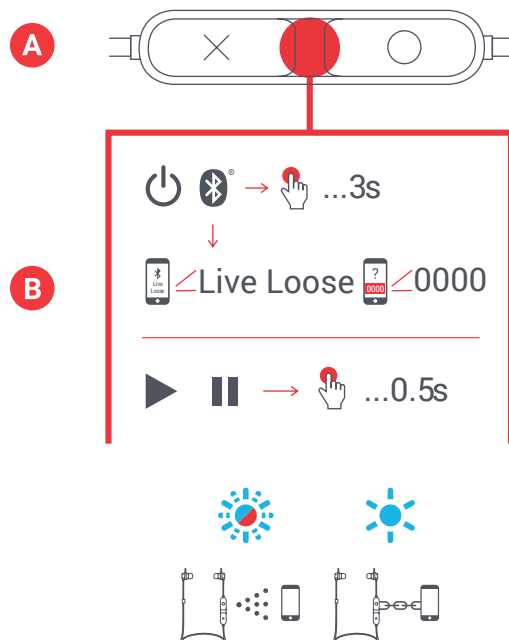 A
® ...3s
Live Loose
? 0000
Live Loose 0000
B
...0.5s